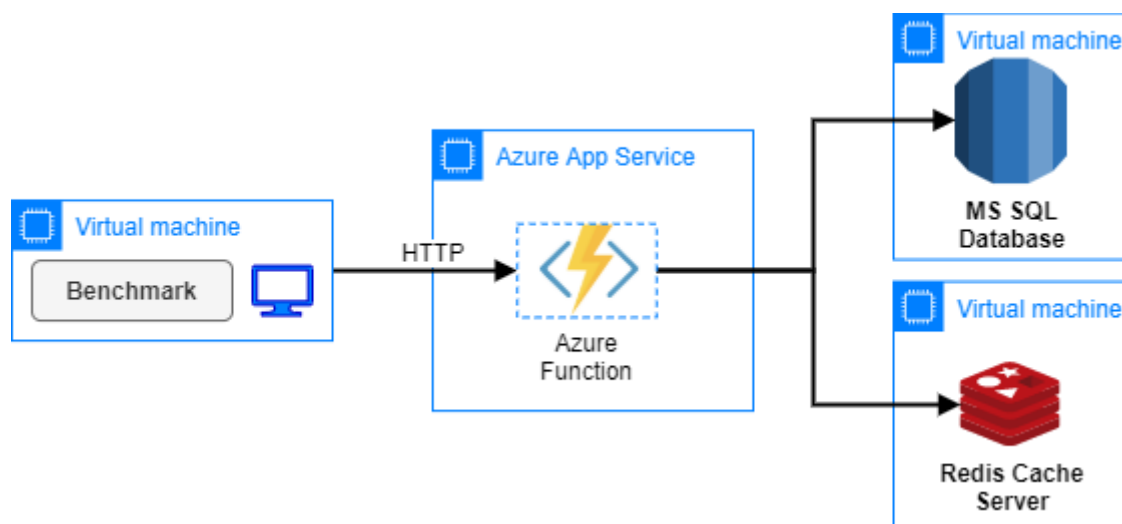 Virtual machine
Benchmark
HTTP
Azure App Service
Azure
Function
Virtual machine
MS SQL
Database
Virtual machine
Redis Cache
Server